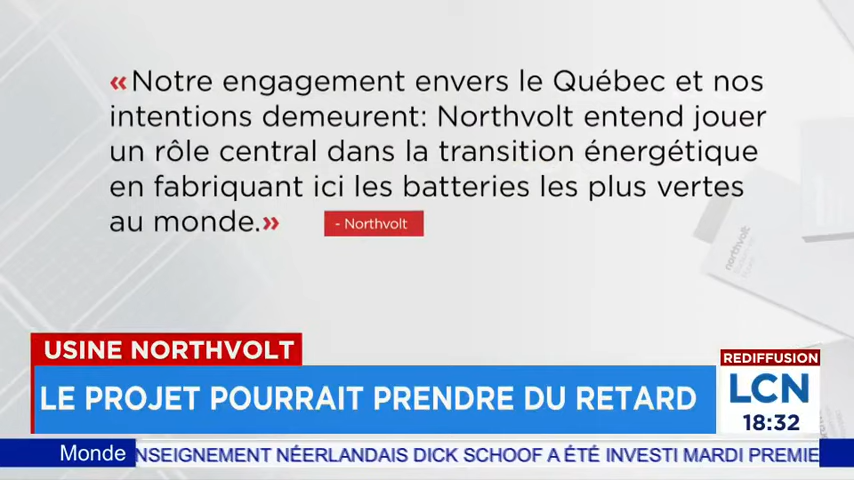 «Notre engagement envers le Québec et nos
intentions demeurent: Northvolt entend jouer
un rôle central dans la transition énergétique
en fabriquant ici les batteries les plus vertes
au monde.»
- Northvolt
northvolt
USINE NORTHVOLT
LE PROJET POURRAIT PRENDRE DU RETARD
REDIFFUSION
LCN
18:32
Monde
NSEIGNEMENT NÉERLANDAIS DICK SCHOOF A ÉTÉ INVESTI MARDI PREMIE